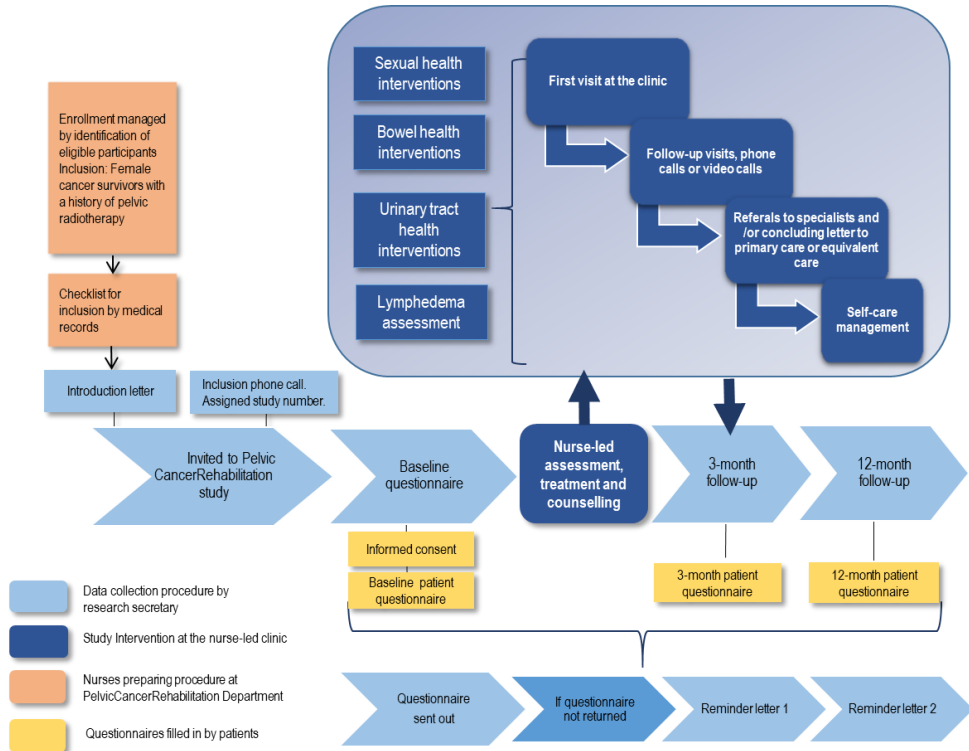 Sexual health
interventions
Bowel health
interventions
Urinary tract
health
interventions
Lymphedema
assessment
First visit at the clinic
Follow-up visits, phone
calls or video calls
Referals to specialists and
/or concluding letter to
primary care or equivalent
care
Self-care
management
Enrollment managed
by identification of
eligible participants
Inclusion: Female
cancer survivors with
a history of pelvic
radiotherapy
Checklist for
inclusion by medical
records
Introduction letter
Inclusion phone call.
Assigned study number.
Invited to Pelvic
CancerRehabilitation
study
Baseline
questionnaire
Nurse-led
assessment,
treatment and
counselling
3-month
follow-up
12-month
follow-up
Informed consent
Baseline patient
questionnaire
3-month patient
questionnaire
12-month patient
questionnaire
Data collection procedure by
research secretary
Study Intervention at the nurse-led clinic
Nurses preparing procedure at
PelvicCancerRehabilitation Department
Questionnaires filled in by patients
Questionnaire
sent out
If questionnaire
not returned
Reminder letter 1
Reminder letter 2